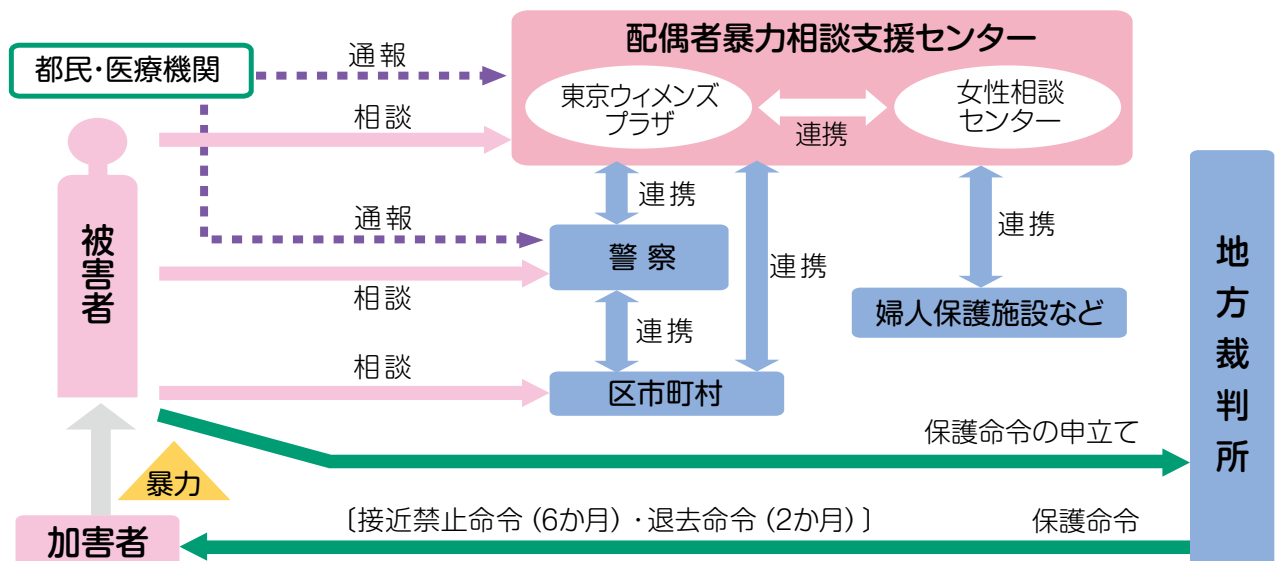 配偶者暴力相談支援センター
都民・医療機関
通報
東京ウィメンズ
プラザ
連携
女性相談
センター
相談
被害者
通報
連携
連携
連携
警察
相談
婦人保護施設など
連携
相談
区市町村
地方裁判所
保護命令の申立て
暴力
〔接近禁止命令（6か月）・退去命令（2か月）〕
保護命令
加害者